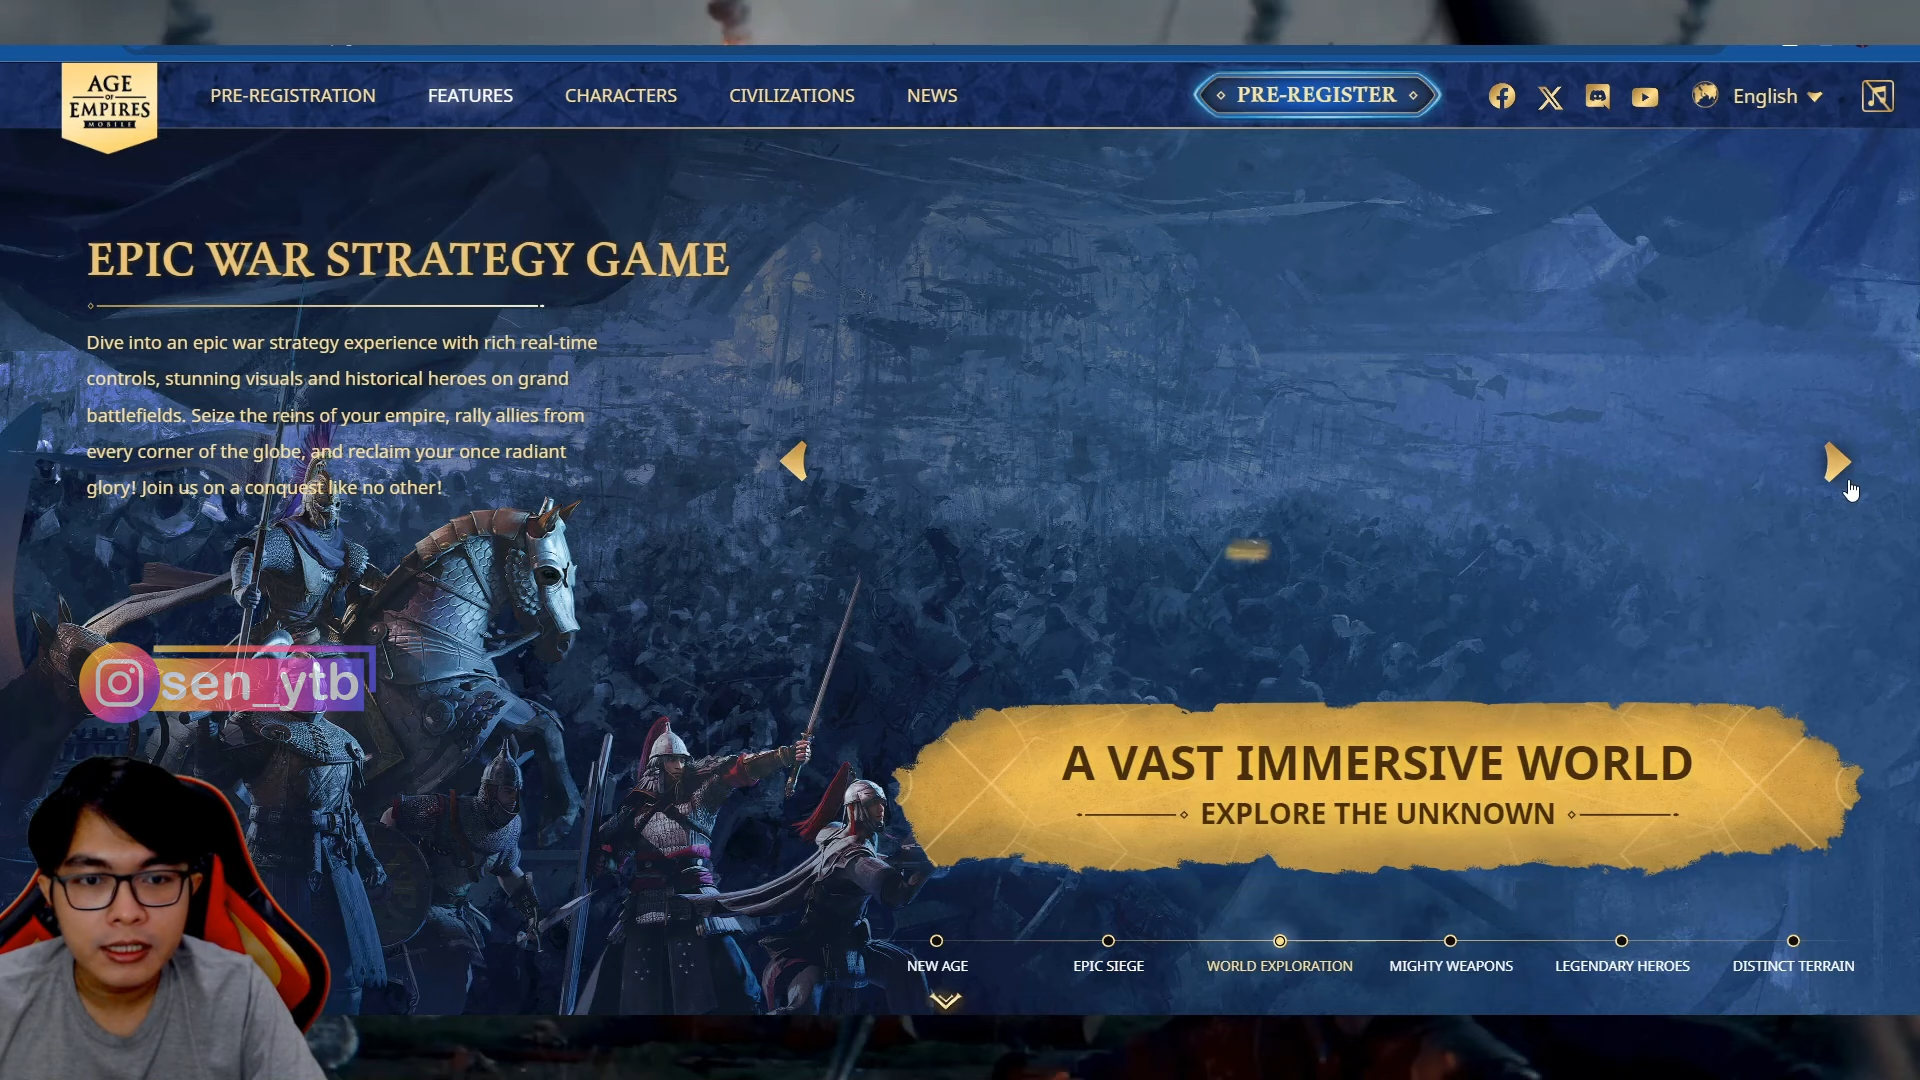 AGE
OF
EMPIRES
MOBILE
PRE-REGISTRATION
FEATURES
CHARACTERS
CIVILIZATIONS
NEWS
PRE-REGISTER
English
EPIC WAR STRATEGY GAME
Dive into an epic war strategy experience with rich real-time
controls, stunning visuals and historical heroes on grand
battlefields. Seize the reins of your empire, rally allies from
every corner of the globe, and reclaim your once radiant
glory! Join us on a conquest like no other!
sen_ytb
A VAST IMMERSIVE WORLD
EXPLORE THE UNKNOWN
NEW AGE
EPIC SIEGE
WORLD EXPLORATION
MIGHTY WEAPONS
LEGENDARY HEROES
DISTINCT TERRAIN